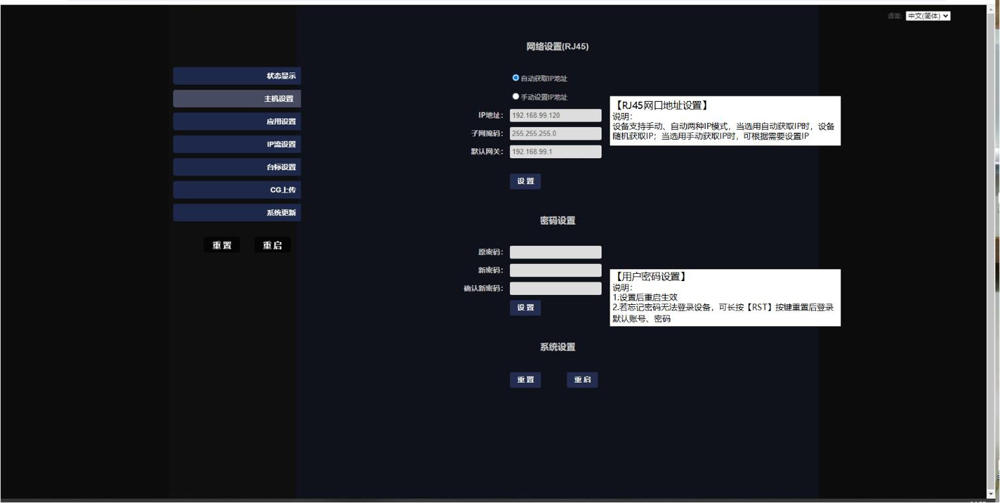 语言: 中文(简体)
网络设置(RJ45)
状态显示
主机设置
应用设置
IP流设置
台标设置
CG上传
系统更新
重置 重启
自动获取IP地址
手动设置IP地址
IP地址: 192.168.99.120
子网掩码: 255.255.255.0
默认网关: 192.168.99.1
设置
【RJ45网口地址设置】
说明:
设备支持手动、自动两种IP模式，当选用自动获取IP时，设备
随机获取IP；当选用手动获取IP时，可根据需要设置IP
密码设置
原密码:
新密码:
确认新密码:
设置
【用户密码设置】
说明:
1.设置后重启生效
2.若忘记密码无法登录设备，可长按【RST】按键重置后登录
默认账号、密码
系统设置
重置 重启